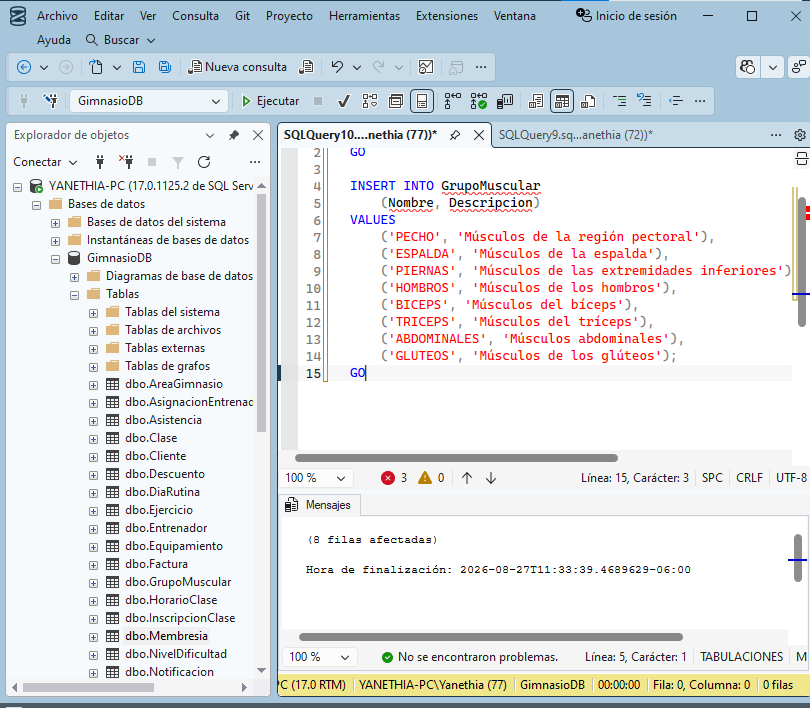 Archivo Editar Ver Consulta Git Proyecto Herramientas Extensiones Ventana Inicio de sesión
Ayuda Buscar
Nueva consulta
GimnasioDB Ejecutar
Explorador de objetos
Conectar
YANETHIA-PC (17.0.1125.2 de SQL Serv
Bases de datos
Bases de datos del sistema
Instantáneas de bases de datos
GimnasioDB
Diagramas de base de datos
Tablas
Tablas del sistema
Tablas de archivos
Tablas externas
Tablas de grafos
dbo.AreaGimnasio
dbo.AsignacionEntrenad
dbo.Asistencia
dbo.Clase
dbo.Cliente
dbo.Descuento
dbo.DiaRutina
dbo.Ejercicio
dbo.Entrenador
dbo.Equipamiento
dbo.Factura
dbo.GrupoMuscular
dbo.HorarioClase
dbo.InscripcionClase
dbo.Membresia
dbo.NivelDificultad
dbo.Notificacion
SQLQuery10....nethia (77))* SQLQuery9.sq...anethia (72))*
2 GO
3
4 INSERT INTO GrupoMuscular
5 (Nombre, Descripcion)
6 VALUES
7 ('PECHO', 'Músculos de la región pectoral'),
8 ('ESPALDA', 'Músculos de la espalda'),
9 ('PIERNAS', 'Músculos de las extremidades inferiores')
10 ('HOMBROS', 'Músculos de los hombros'),
11 ('BICEPS', 'Músculos del bíceps'),
12 ('TRICEPS', 'Músculos del tríceps'),
13 ('ABDOMINALES', 'Músculos abdominales'),
14 ('GLUTEOS', 'Músculos de los glúteos');
15 GO
100 % 3 0 Línea: 15, Carácter: 3 SPC CRLF UTF-8
Mensajes
(8 filas afectadas)
Hora de finalización: 2026-08-27T11:33:39.4689629-06:00
100 % No se encontraron problemas. Línea: 5, Carácter: 1 TABULACIONES M
PC (17.0 RTM) YANETHIA-PC\Yanethia (77) GimnasioDB 00:00:00 Fila: 0, Columna: 0 0 filas